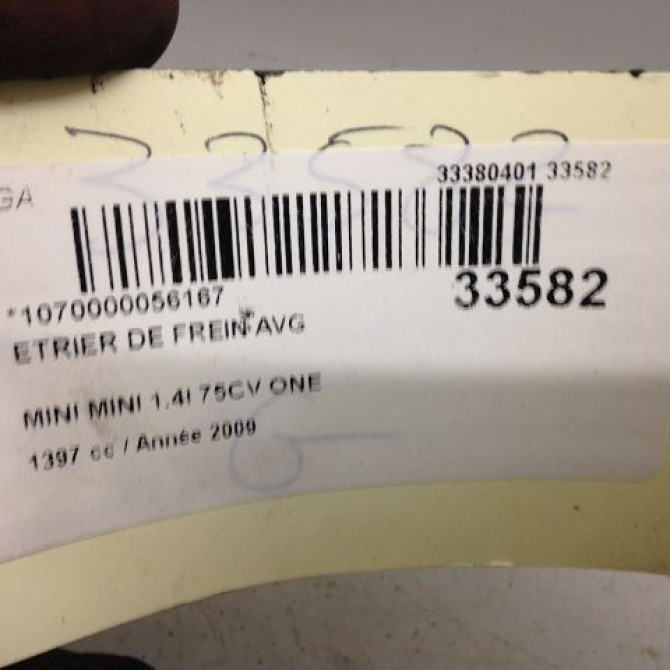 33582
GA
33380401 33582
*1070000056167
33582
ETRIER DE FREIN AVG
MINI MINI 1.4I 75CV ONE
1397 cc / Année 2009